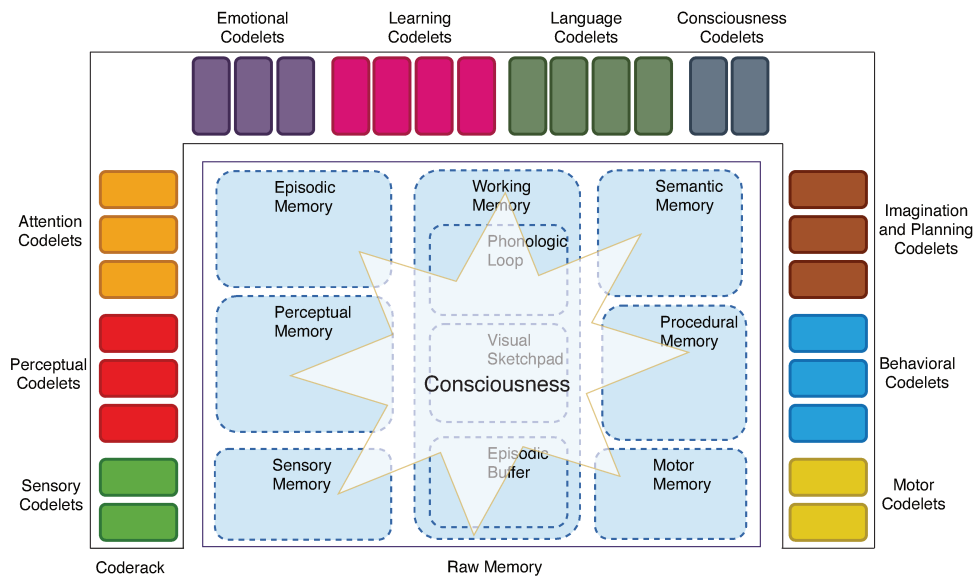 Emotional
Codelets
Learning
Codelets
Language
Codelets
Consciousness
Codelets
Attention
Codelets
Perceptual
Codelets
Sensory
Codelets
Episodic
Memory
Working
Memory
Semantic
Memory
Phonologic
Loop
Perceptual
Memory
Procedural
Memory
Visual
Sketchpad
Consciousness
Sensory
Memory
Episodic
Buffer
Motor
Memory
Imagination
and Planning
Codelets
Behavioral
Codelets
Motor
Codelets
Coderack
Raw Memory